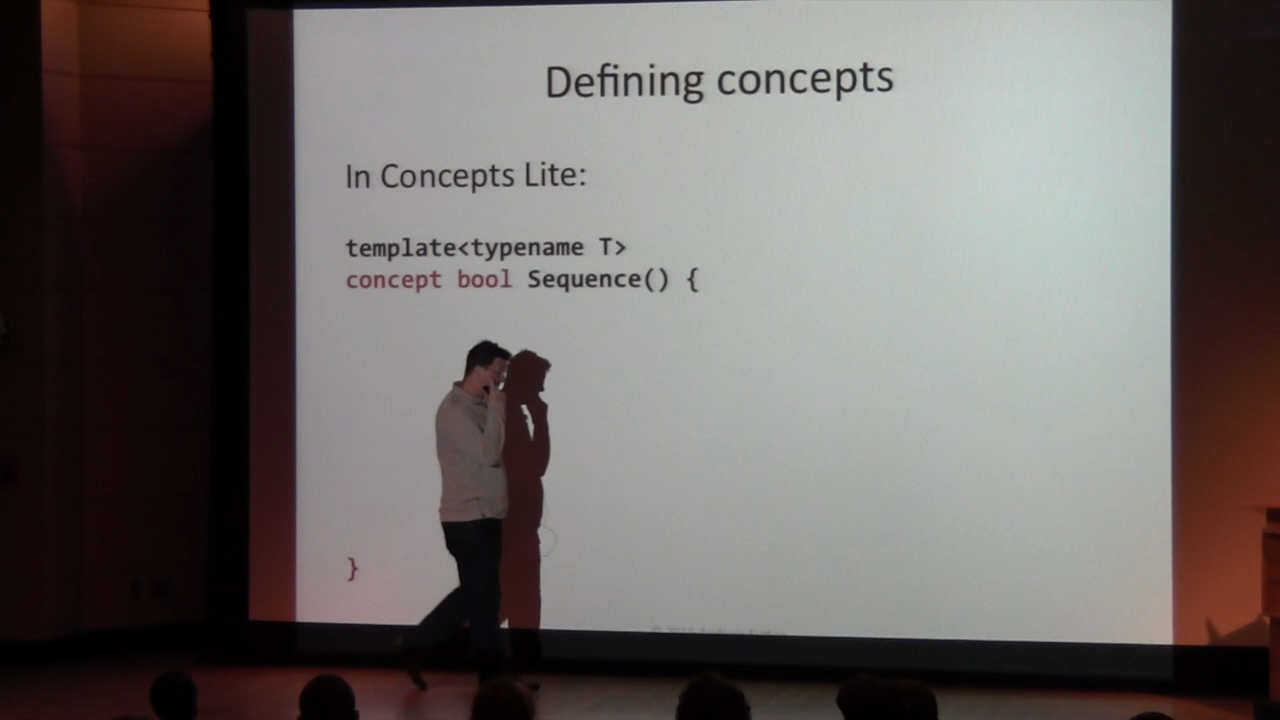 Defining concepts
In Concepts Lite:
template<typename T>
concept bool Sequence() {
}